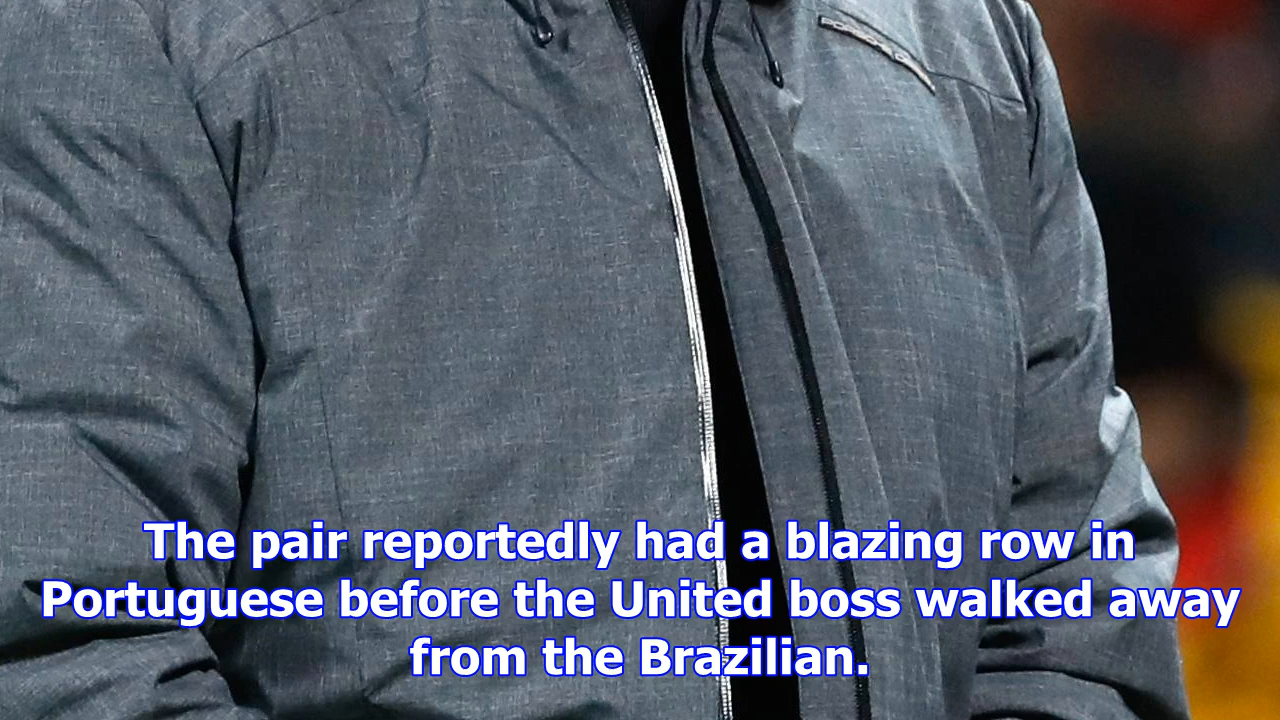 The pair reportedly had a blazing row in
Portuguese before the United boss walked away
from the Brazilian.